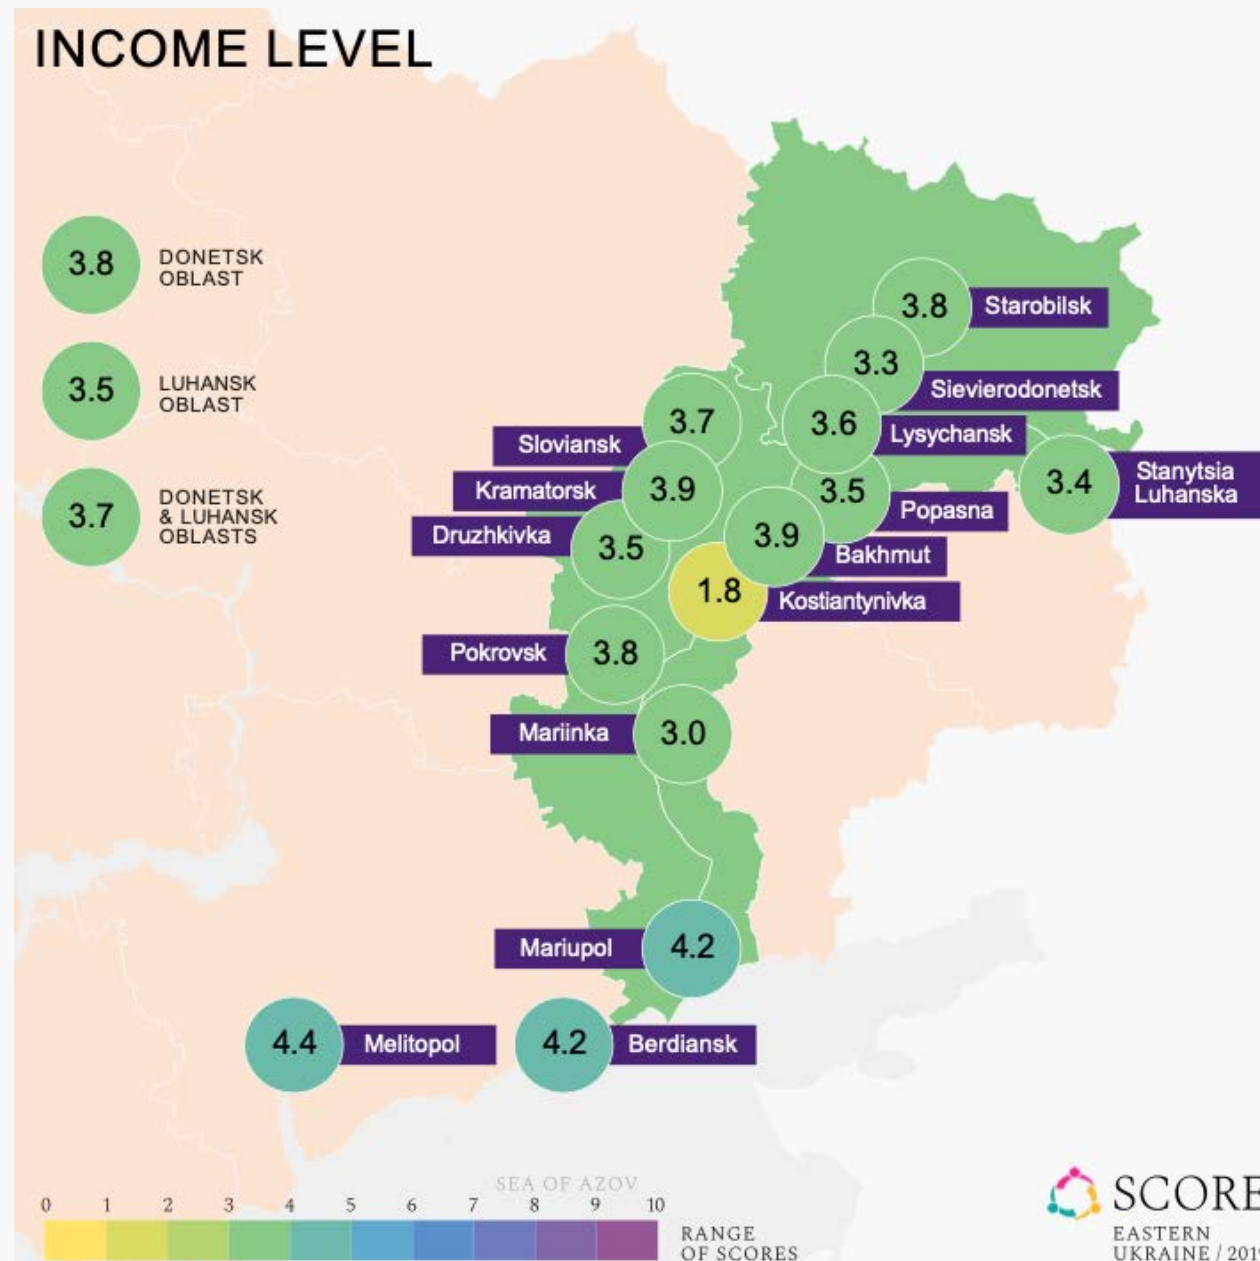 INCOME LEVEL
3.8
DONETSK
OBLAST
3.5
LUHANSK
OBLAST
3.7
DONETSK
& LUHANSK
OBLASTS
3.8
Starobilsk
3.3
Sievierodonetsk
3.7
Sloviansk
3.6
Lysychansk
3.4
Stanytsia
Luhanska
Kramatorsk
3.9
3.5
Popasna
Druzhkivka
3.5
3.9
Bakhmut
1.8
Kostiantynivka
Pokrovsk
3.8
Mariinka
3.0
Mariupol
4.2
4.4
Melitopol
4.2
Berdiansk
SEA OF AZOV
0 1 2 3 4 5 6 7 8 9 10
RANGE
OF SCORES
SCORE
EASTERN
UKRAINE / 2019